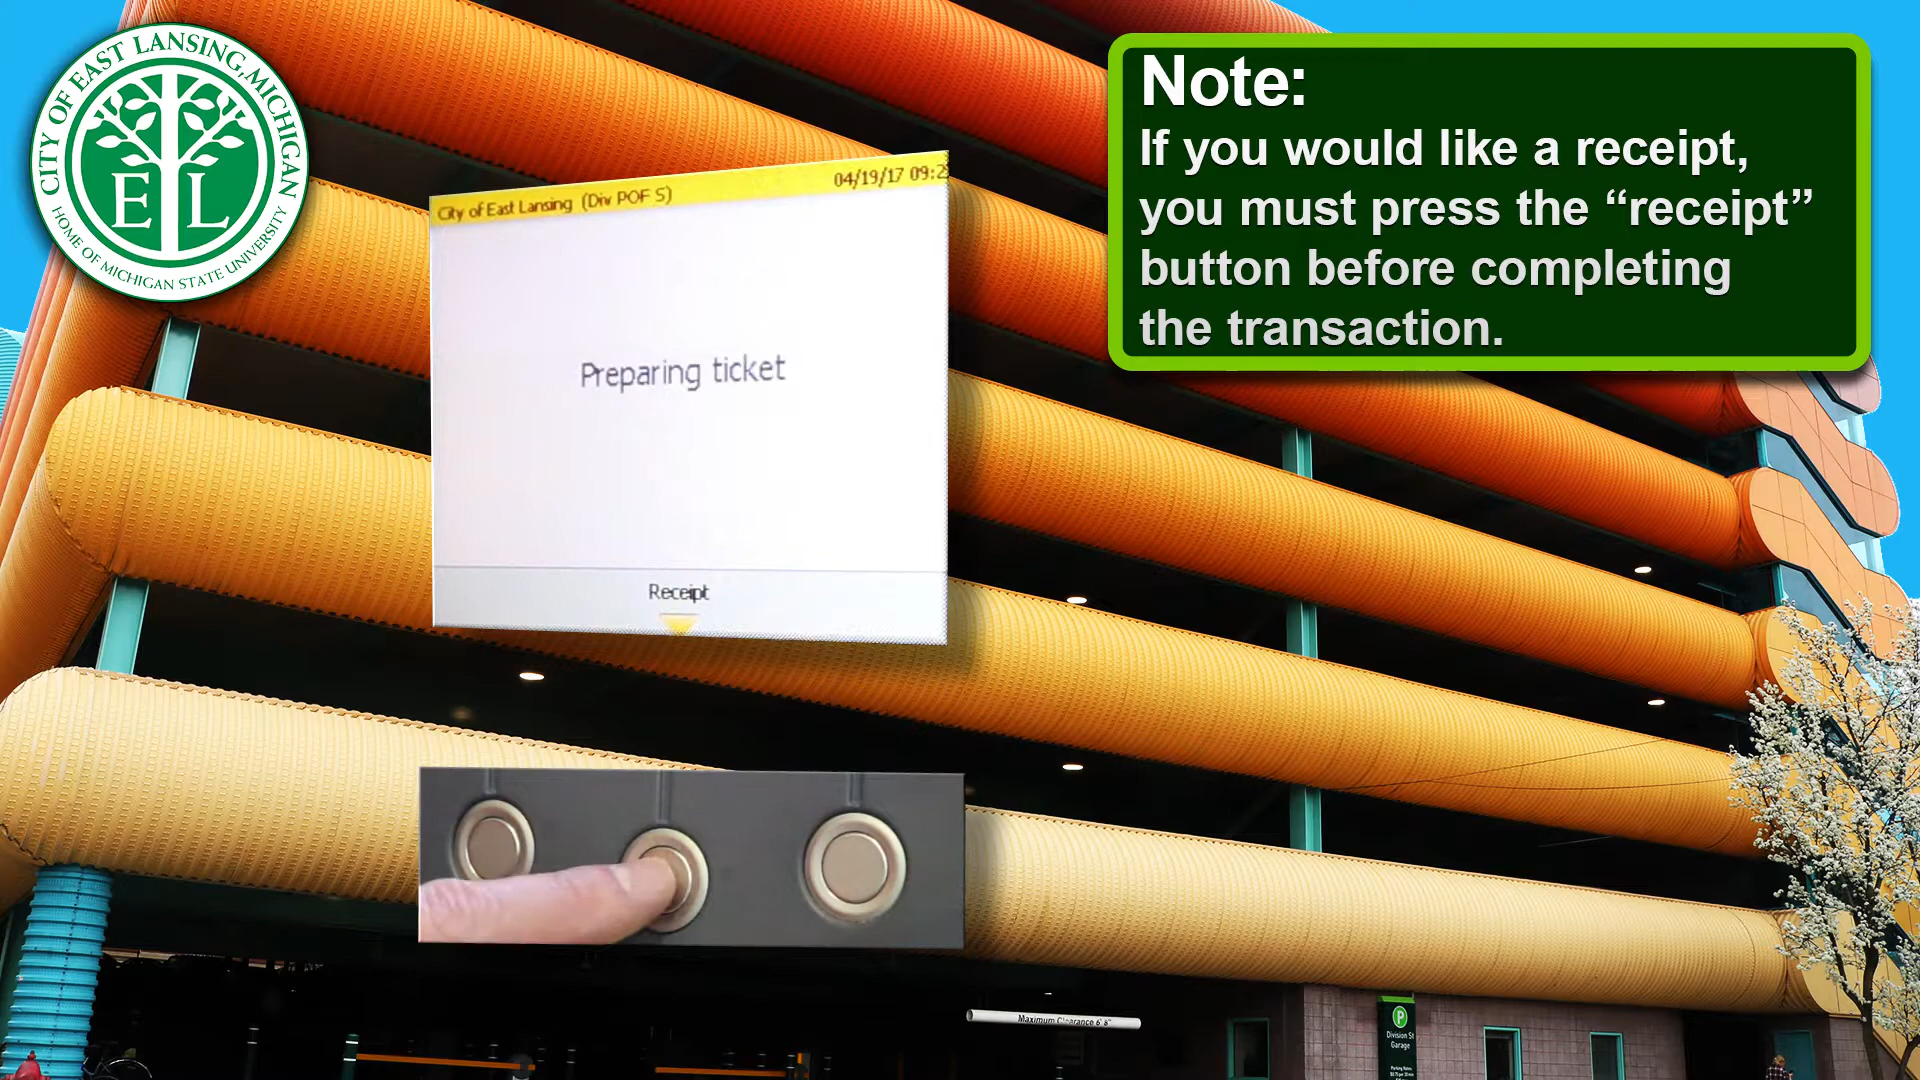 CITY OF EAST LANSING, MICHIGAN
EL
HOME OF MICHIGAN STATE UNIVERSITY
Note:
If you would like a receipt,
you must press the “receipt”
button before completing
the transaction.
City of East Lansing (Div POF 5) 04/19/17 09:2
Preparing ticket
Receipt
Maximum Clearance 6' 8"
P
Division St
Garage